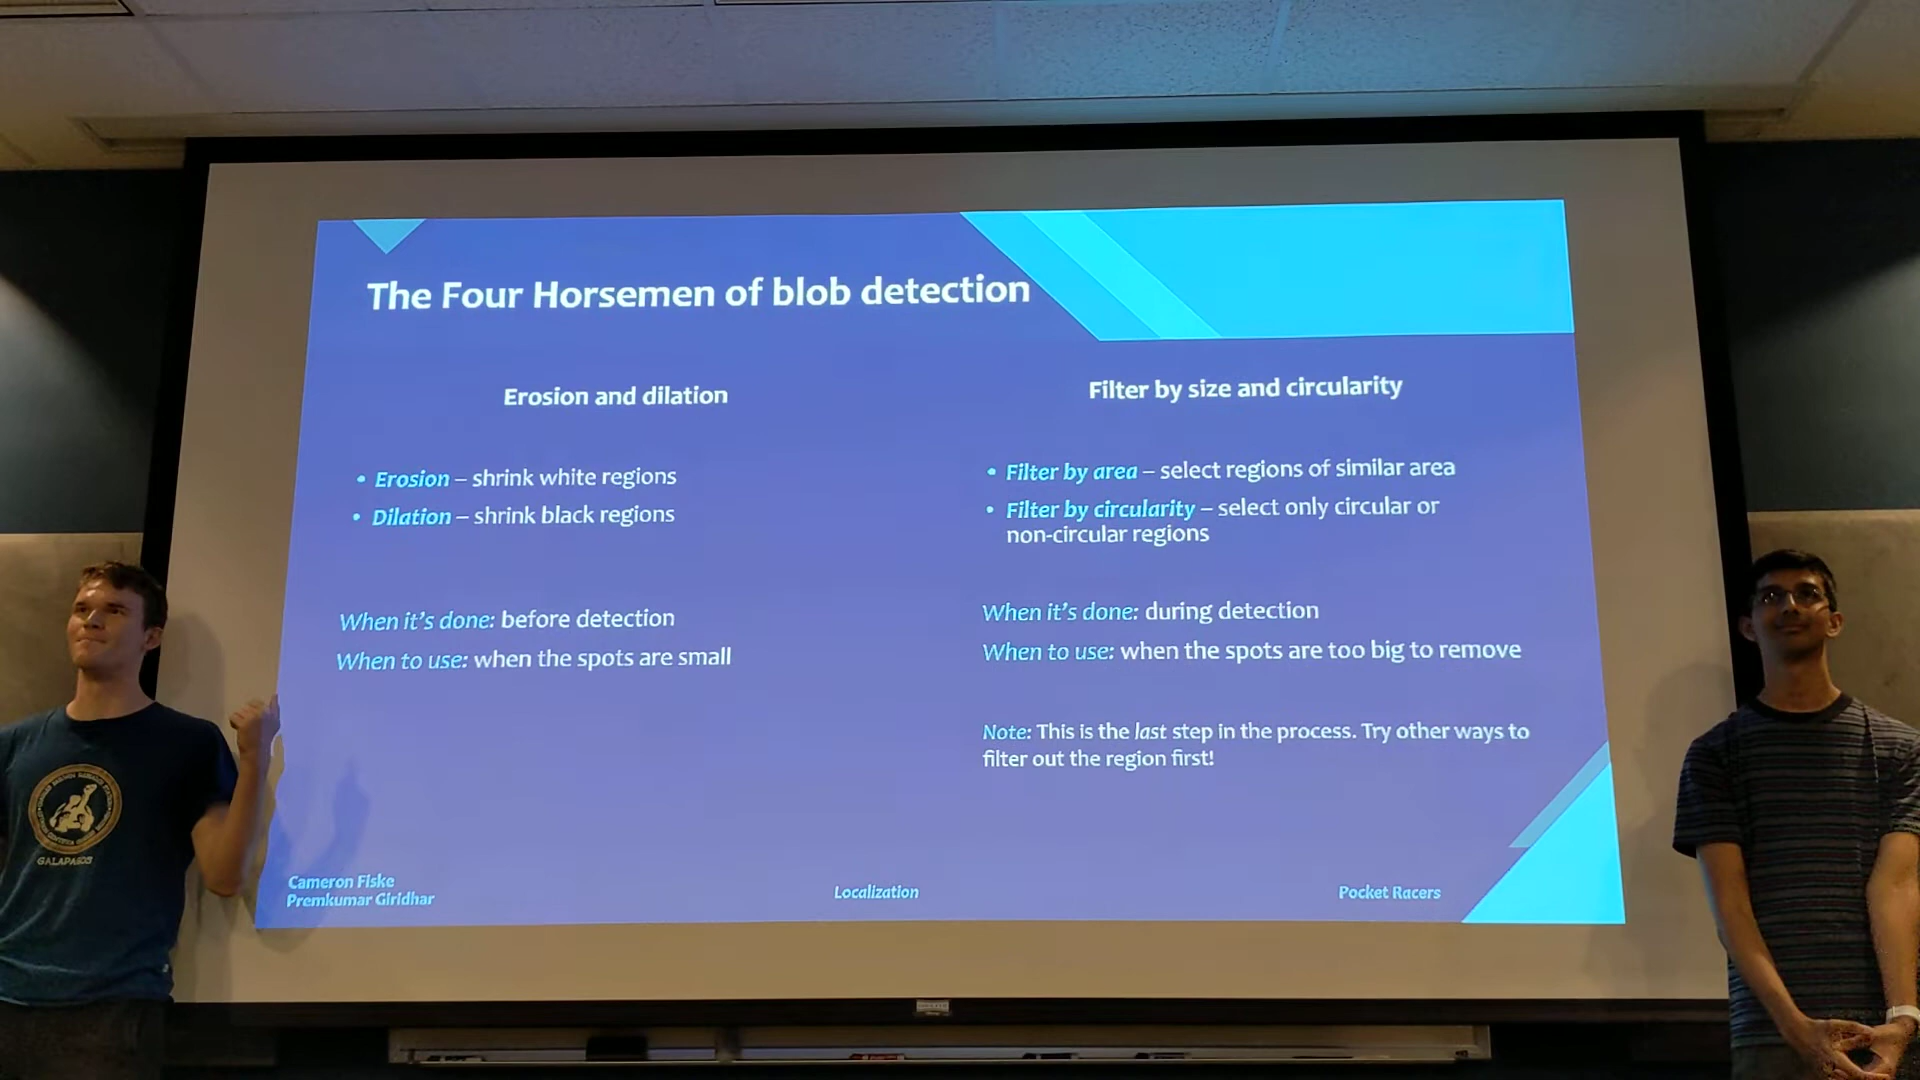 The Four Horsemen of blob detection
Erosion and dilation
• Erosion – shrink white regions
• Dilation – shrink black regions
When it's done: before detection
When to use: when the spots are small
Filter by size and circularity
• Filter by area – select regions of similar area
• Filter by circularity – select only circular or
non-circular regions
When it's done: during detection
When to use: when the spots are too big to remove
Note: This is the last step in the process. Try other ways to
filter out the region first!
Cameron Fiske
Premkumar Giridhar
Localization
Pocket Racers
GALAPAGOS